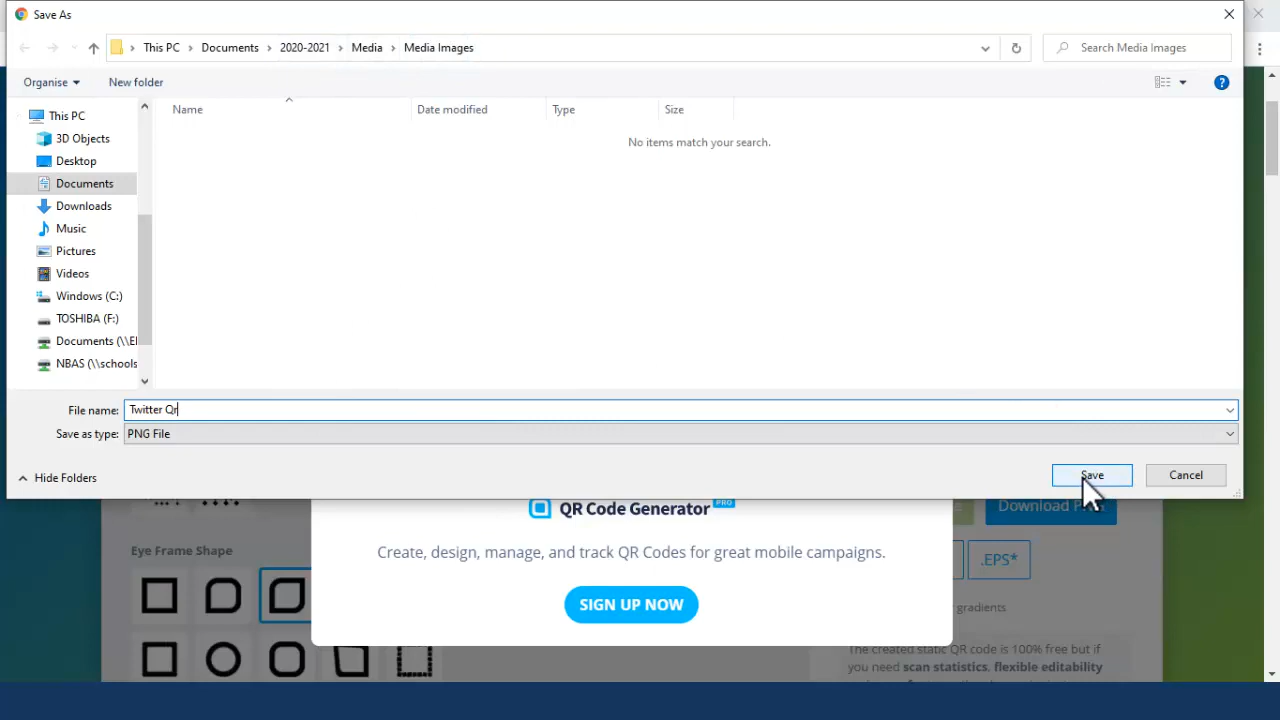 Save As
This PC Documents 2020-2021 Media Media Images
Search Media Images
Organise New folder
Name Date modified Type Size
No items match your search.
This PC
3D Objects
Desktop
Documents
Downloads
Music
Pictures
Videos
Windows (C:)
TOSHIBA (F:)
Documents (\\El
NBAS (\\schools
File name: Twitter Qr
Save as type: PNG File
Hide Folders
Save Cancel
QR Code Generator PRO
Download
Create, design, manage, and track QR Codes for great mobile campaigns.
Eye Frame Shape
.EPS*
SIGN UP NOW
gradients
The created static QR code is 100% free but if
you need scan statistics, flexible editability